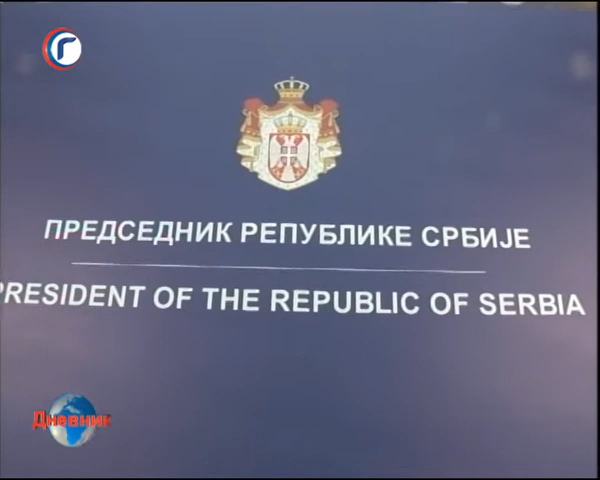 Г
ПРЕДСЕДНИК РЕПУБЛИКЕ СРБИЈЕ
PRESIDENT OF THE REPUBLIC OF SERBIA
Дневник